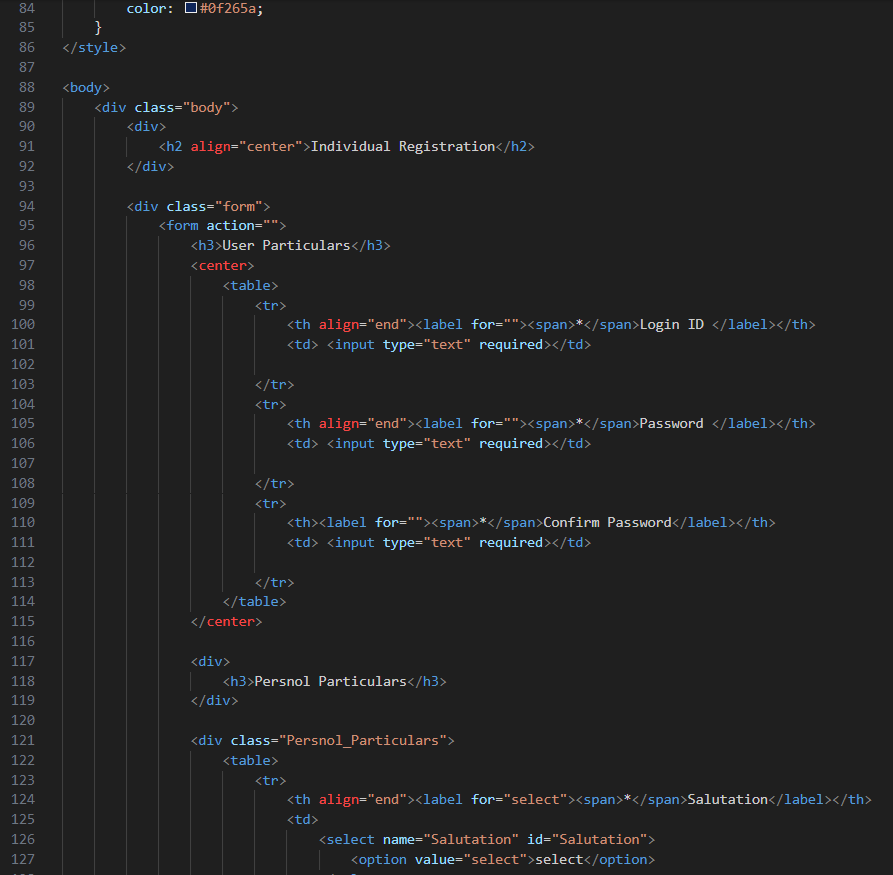 84 color: #0f265a;
85 }
86 </style>
87
88 <body>
89 <div class="body">
90 <div>
91 <h2 align="center">Individual Registration</h2>
92 </div>
93
94 <div class="form">
95 <form action="">
96 <h3>User Particulars</h3>
97 <center>
98 <table>
99 <tr>
100 <th align="end"><label for=""><span>*</span>Login ID </label></th>
101 <td> <input type="text" required></td>
102
103 </tr>
104 <tr>
105 <th align="end"><label for=""><span>*</span>Password </label></th>
106 <td> <input type="text" required></td>
107
108 </tr>
109 <tr>
110 <th><label for=""><span>*</span>Confirm Password</label></th>
111 <td> <input type="text" required></td>
112
113 </tr>
114 </table>
115 </center>
116
117 <div>
118 <h3>Persnol Particulars</h3>
119 </div>
120
121 <div class="Persnol_Particulars">
122 <table>
123 <tr>
124 <th align="end"><label for="select"><span>*</span>Salutation</label></th>
125 <td>
126 <select name="Salutation" id="Salutation">
127 <option value="select">select</option>